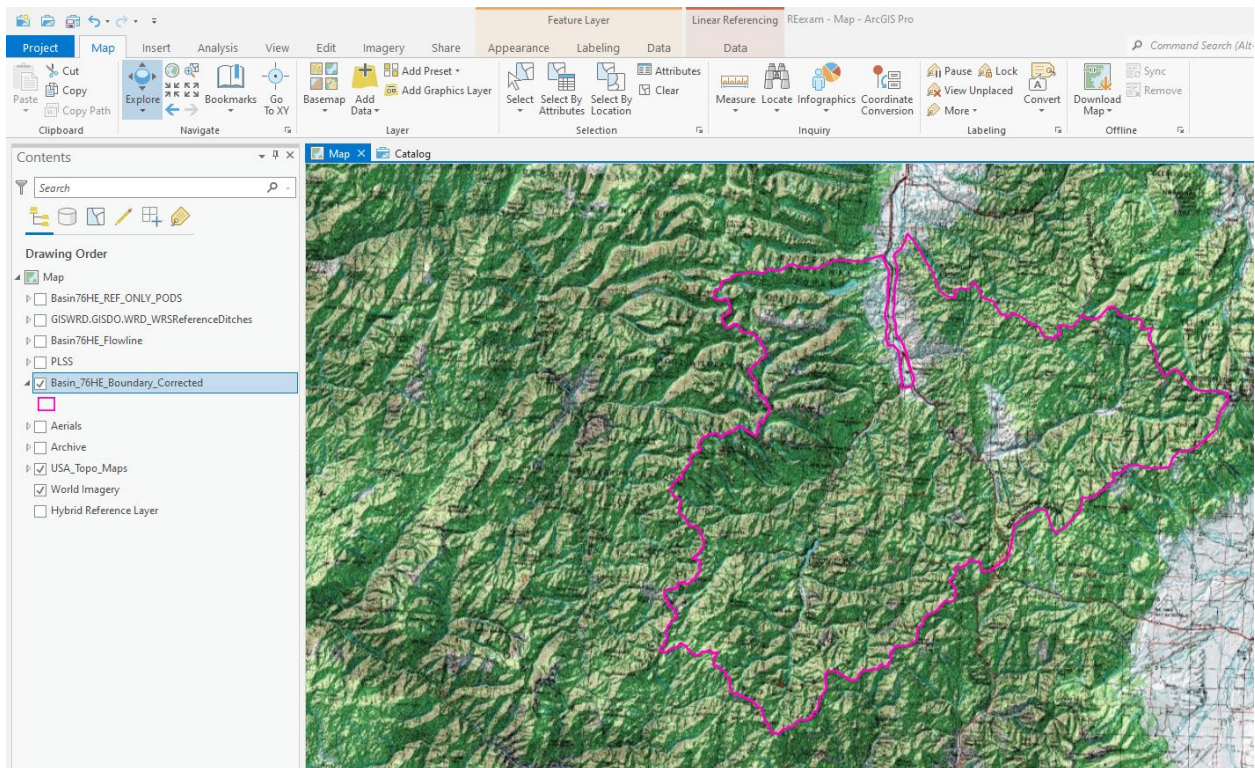 Feature Layer
Linear Referencing
REexam - Map - ArcGIS Pro
Project
Map
Insert
Analysis
View
Edit
Imagery
Share
Appearance
Labeling
Data
Data
Command Search (Alt+
Paste
Cut
Copy
Copy Path
Clipboard
Explore
Bookmarks
Go
To XY
Navigate
Basemap
Add
Data
Add Preset
Add Graphics Layer
Layer
Select
Select By
Attributes
Select By
Location
Attributes
Clear
Selection
Measure
Locate
Infographics
Coordinate
Conversion
Inquiry
Pause
Lock
View Unplaced
More
Convert
Labeling
Download
Map
Sync
Remove
Offline
Contents
Search
Drawing Order
Map
Basin76HE_REF_ONLY_PODS
GISWRD.GISDO.WRD_WRSReferenceDitches
Basin76HE_Flowline
PLSS
Basin_76HE_Boundary_Corrected
Aerials
Archive
USA_Topo_Maps
World Imagery
Hybrid Reference Layer
Map
Catalog